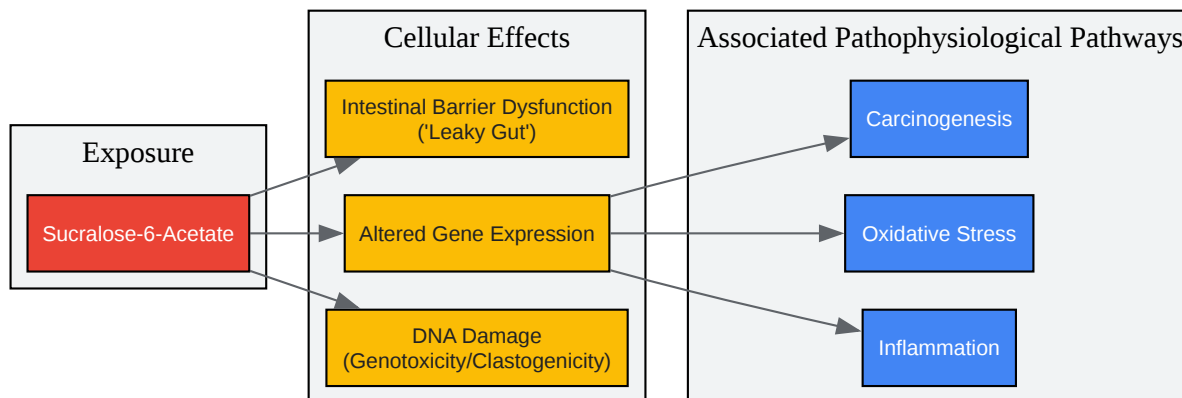 Exposure
Sucralose-6-Acetate
Cellular Effects
Intestinal Barrier Dysfunction
('Leaky Gut')
Altered Gene Expression
DNA Damage
(Genotoxicity/Clastogenicity)
Associated Pathophysiological Pathways
Carcinogenesis
Oxidative Stress
Inflammation